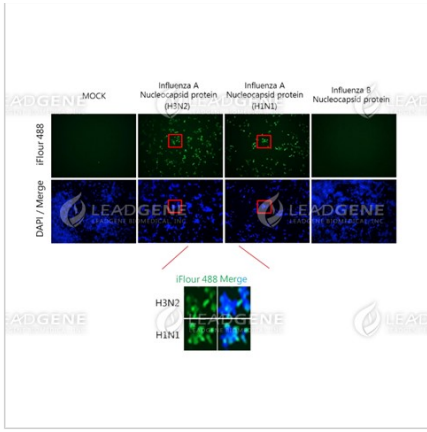 MOCK
Influenza A
Nucleocapsid protein
(H3N2)
Influenza A
Nucleocapsid protein
(H1N1)
Influenza B
Nucleocapsid protein
iFlour 488
DAPI / Merge
LEADGENE
LEADGENE
iFlour 488 Merge
H3N2
H1N1